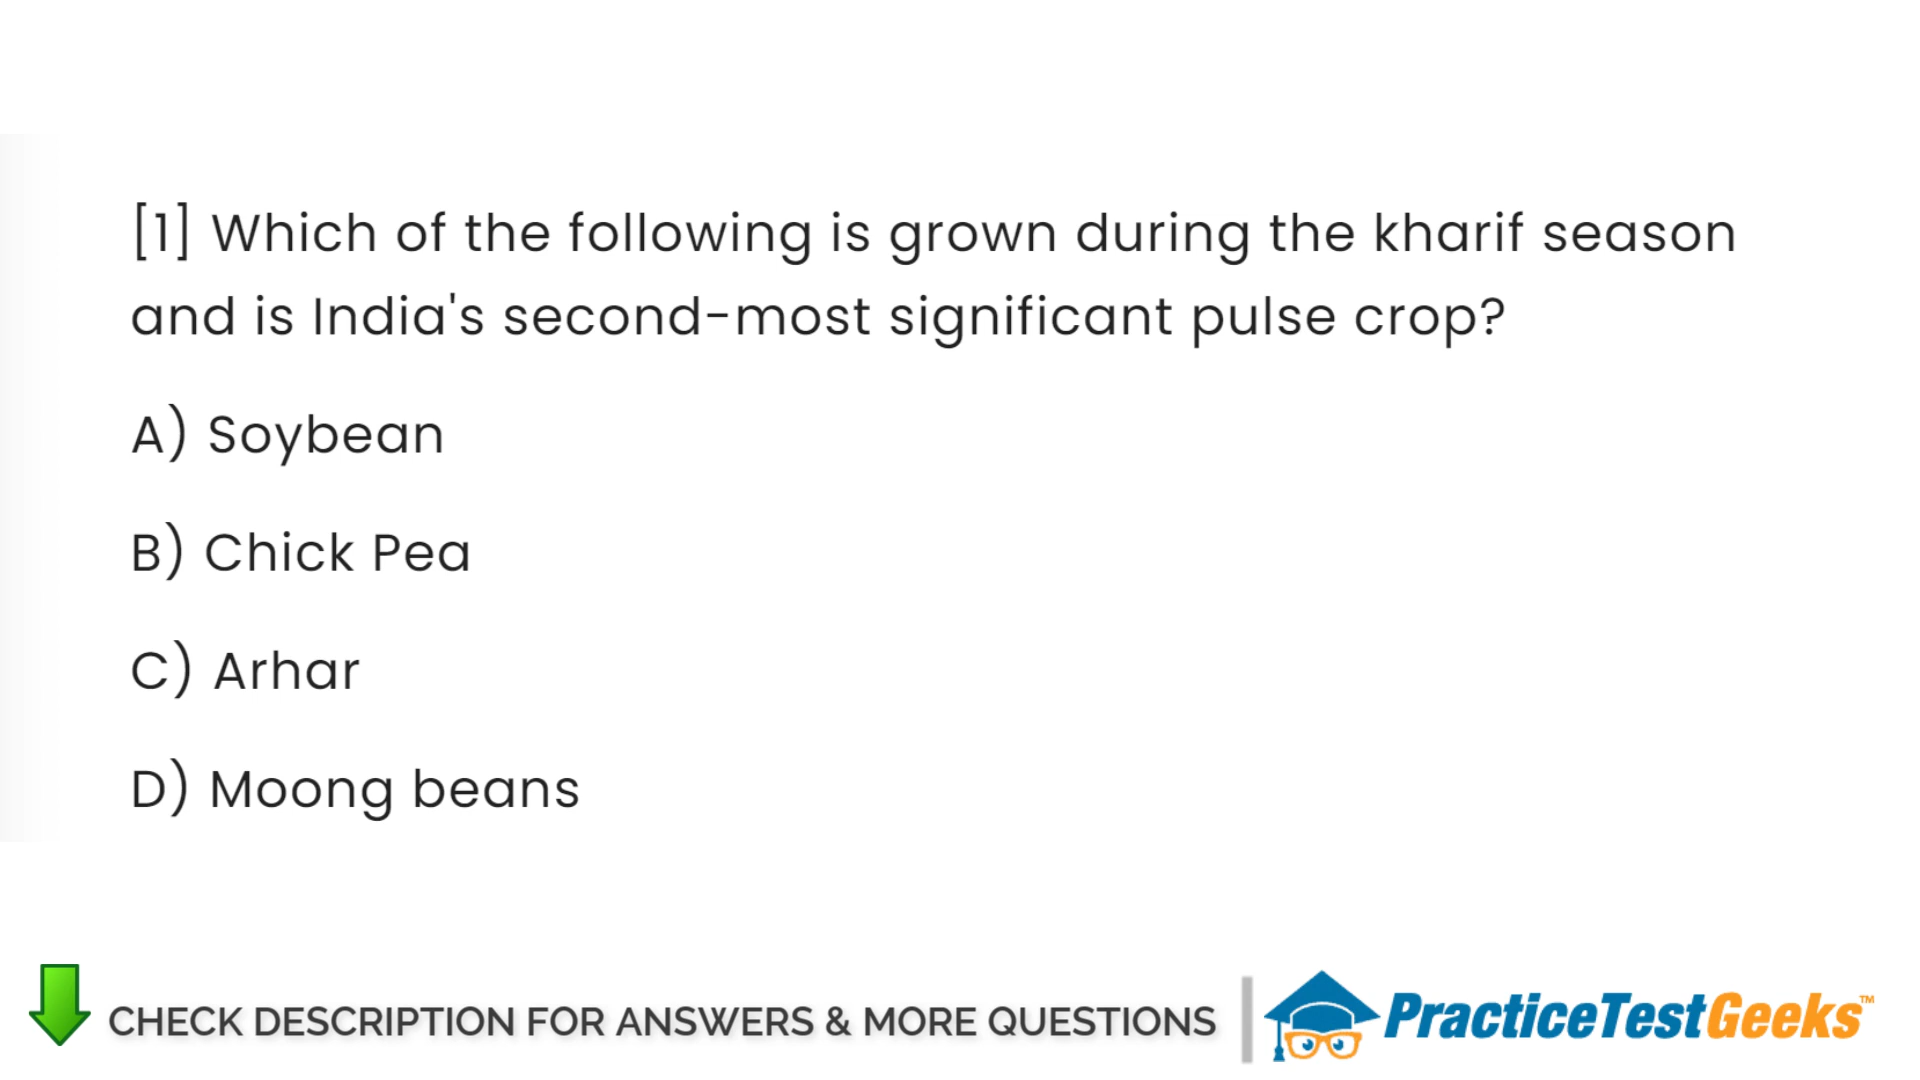 [1] Which of the following is grown during the kharif season
and is India's second-most significant pulse crop?
A) Soybean
B) Chick Pea
C) Arhar
D) Moong beans
CHECK DESCRIPTION FOR ANSWERS & MORE QUESTIONS
PracticeTestGeeks™